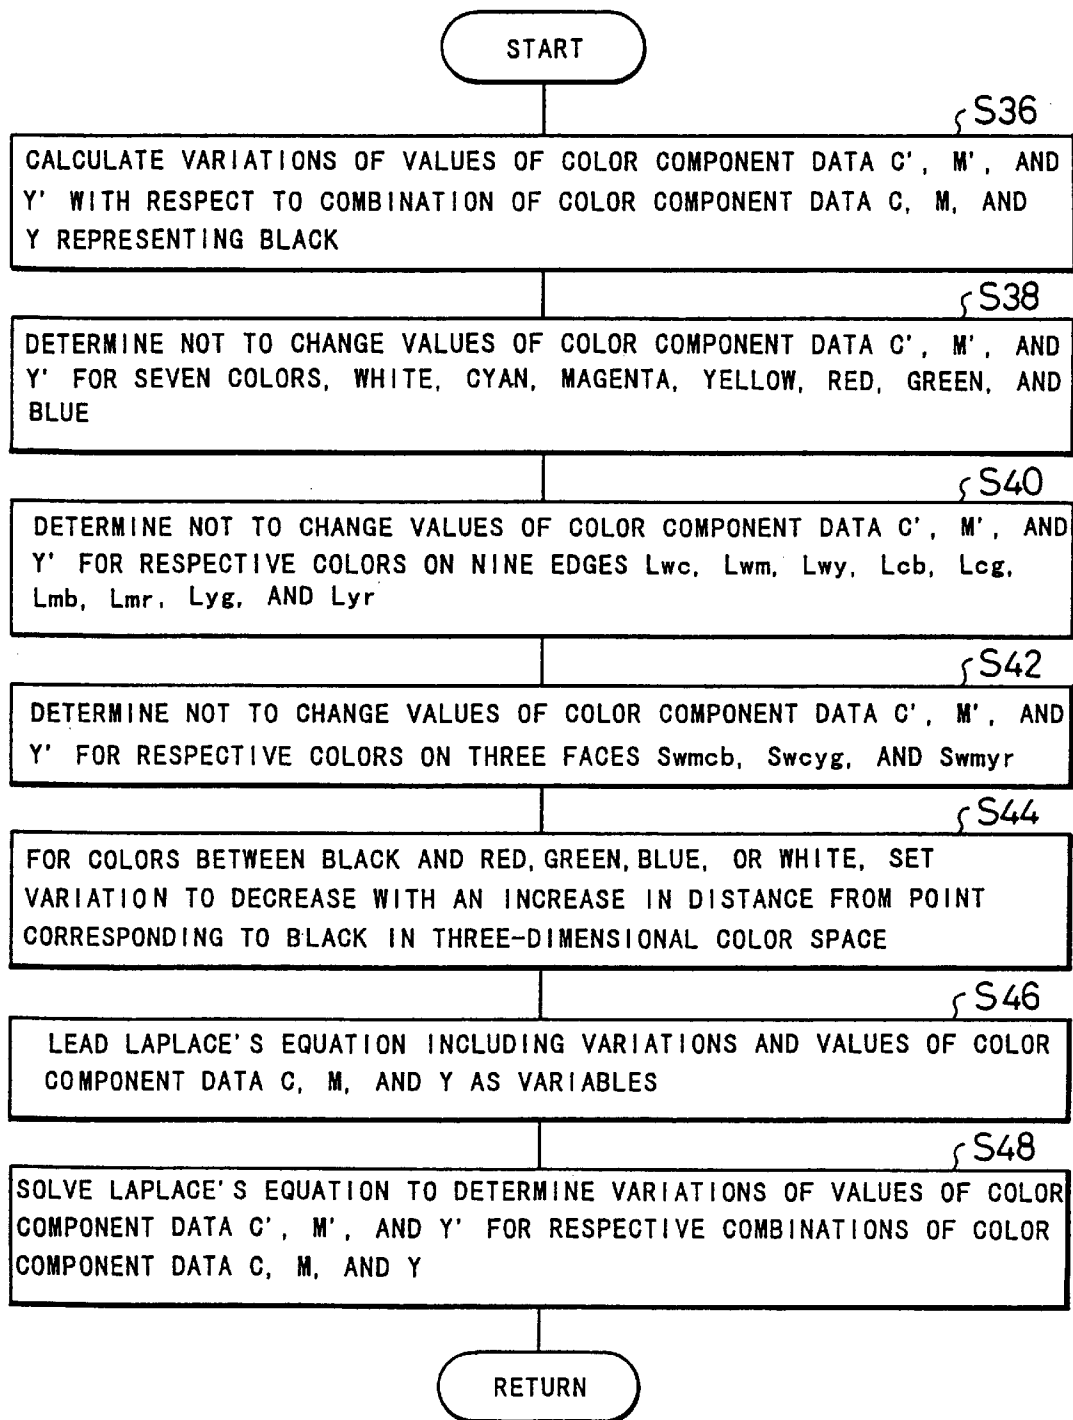 START
S36
CALCULATE VARIATIONS OF VALUES OF COLOR COMPONENT DATA C', M', AND
Y' WITH RESPECT TO COMBINATION OF COLOR COMPONENT DATA C, M, AND
Y REPRESENTING BLACK
S38
DETERMINE NOT TO CHANGE VALUES OF COLOR COMPONENT DATA C', M', AND
Y' FOR SEVEN COLORS, WHITE, CYAN, MAGENTA, YELLOW, RED, GREEN, AND
BLUE
S40
DETERMINE NOT TO CHANGE VALUES OF COLOR COMPONENT DATA C', M', AND
Y' FOR RESPECTIVE COLORS ON NINE EDGES Lwc, Lwm, Lwy, Lcb, Lcg,
Lmb, Lmr, Lyg, AND Lyr
S42
DETERMINE NOT TO CHANGE VALUES OF COLOR COMPONENT DATA C', M', AND
Y' FOR RESPECTIVE COLORS ON THREE FACES Swmcb, Swcyg, AND Swmyr
S44
FOR COLORS BETWEEN BLACK AND RED, GREEN, BLUE, OR WHITE, SET
VARIATION TO DECREASE WITH AN INCREASE IN DISTANCE FROM POINT
CORRESPONDING TO BLACK IN THREE-DIMENSIONAL COLOR SPACE
S46
LEAD LAPLACE'S EQUATION INCLUDING VARIATIONS AND VALUES OF COLOR
COMPONENT DATA C, M, AND Y AS VARIABLES
S48
SOLVE LAPLACE'S EQUATION TO DETERMINE VARIATIONS OF VALUES OF COLOR
COMPONENT DATA C', M', AND Y' FOR RESPECTIVE COMBINATIONS OF COLOR
COMPONENT DATA C, M, AND Y
RETURN